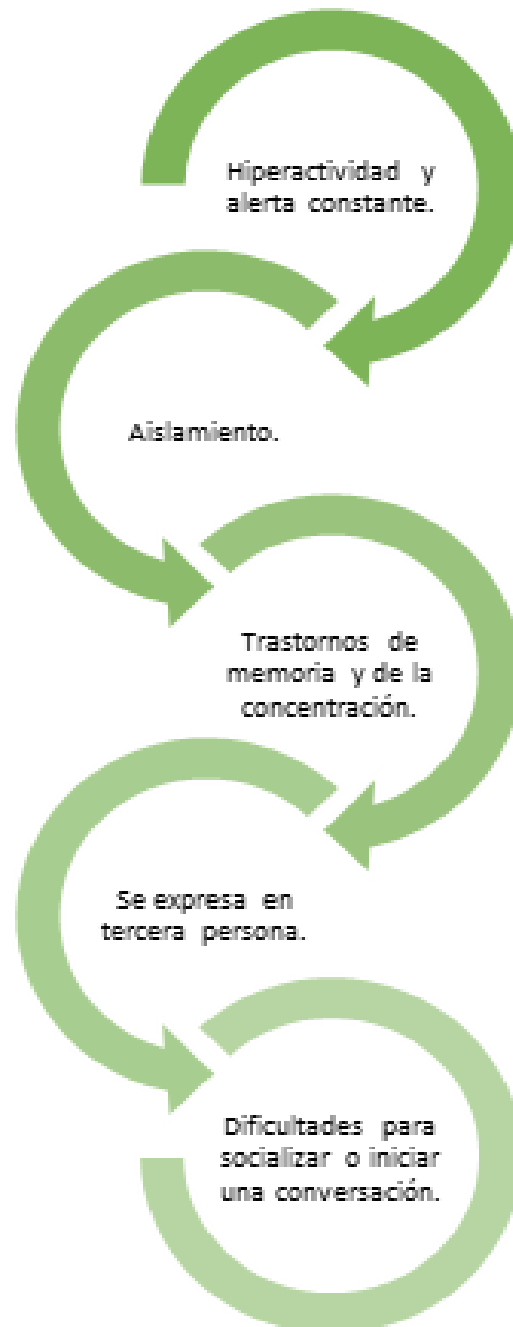 Hiperactividad y
alerta constante.
Aislamiento.
Trastornos de
memoria y de la
concentración.
Se expresa en
tercera persona.
Dificultades para
socializar o iniciar
una conversación.